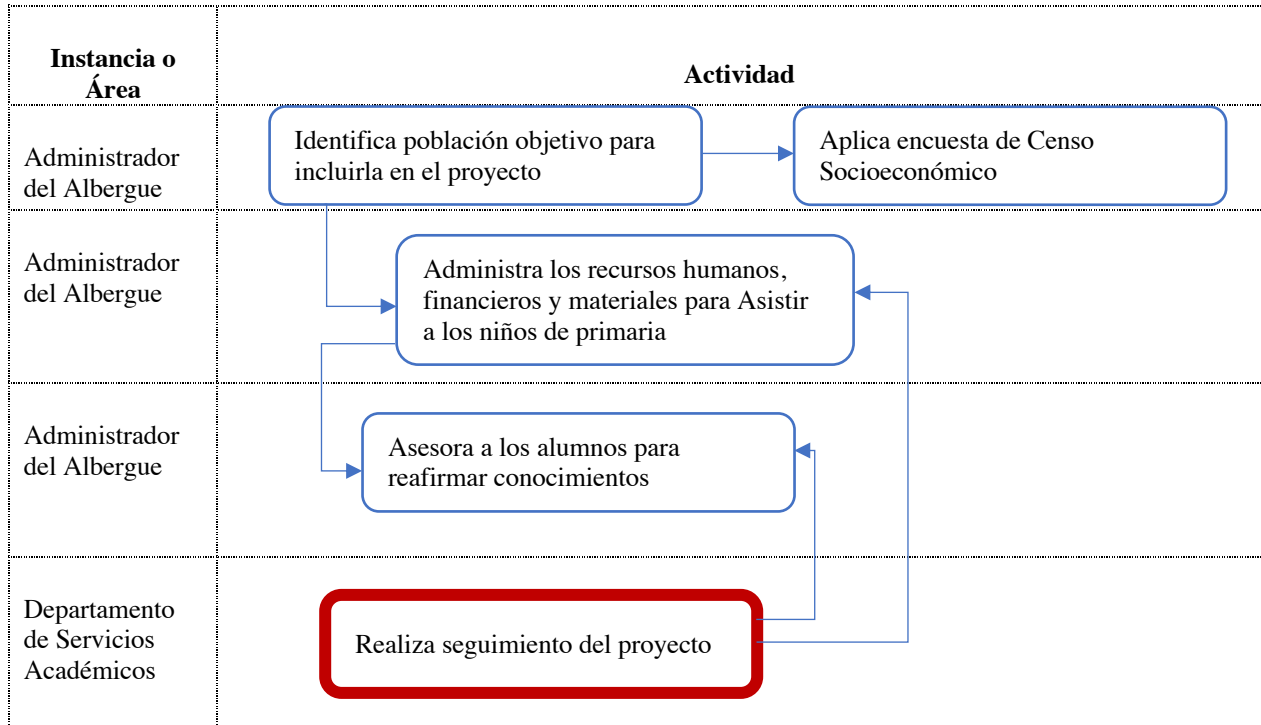 Instancia o
Área
Actividad
Administrador
del Albergue
Identifica población objetivo para
incluirla en el proyecto
Aplica encuesta de Censo
Socioeconómico
Administrador
del Albergue
Administra los recursos humanos,
financieros y materiales para Asistir
a los niños de primaria
Administrador
del Albergue
Asesora a los alumnos para
reafirmar conocimientos
Departamento
de Servicios
Académicos
Realiza seguimiento del proyecto